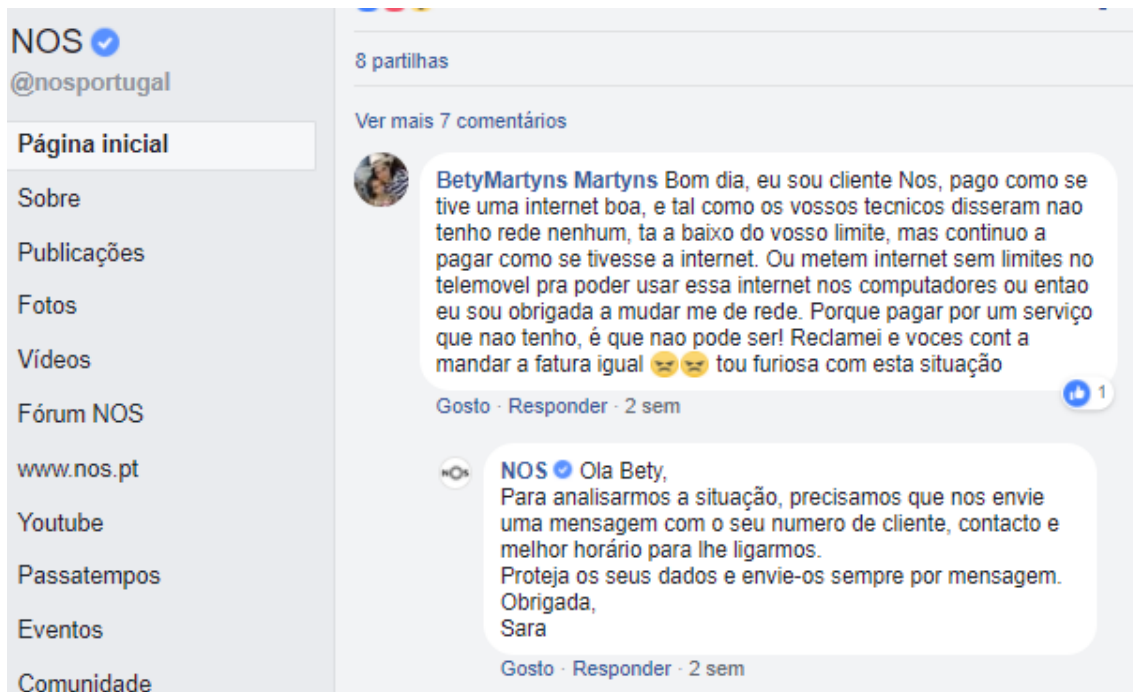 NOS
@nosportugal
Página inicial
Sobre
Publicações
Fotos
Vídeos
Fórum NOS
www.nos.pt
Youtube
Passatempos
Eventos
Comunidade
8 partilhas
Ver mais 7 comentários
BetyMartyns Martyns Bom dia, eu sou cliente Nos, pago como se
tive uma internet boa, e tal como os vossos tecnicos disseram nao
tenho rede nenhum, ta a baixo do vosso limite, mas continuo a
pagar como se tivesse a internet. Ou metem internet sem limites no
telemovel pra poder usar essa internet nos computadores ou entao
eu sou obrigada a mudar me de rede. Porque pagar por um serviço
que nao tenho, é que nao pode ser! Reclamei e voces cont a
mandar a fatura igual 😠😠 tou furiosa com esta situação
1
Gosto · Responder · 2 sem
NOS
NOS Ola Bety,
Para analisarmos a situação, precisamos que nos envie
uma mensagem com o seu numero de cliente, contacto e
melhor horário para lhe ligarmos.
Proteja os seus dados e envie-os sempre por mensagem.
Obrigada,
Sara
Gosto · Responder · 2 sem